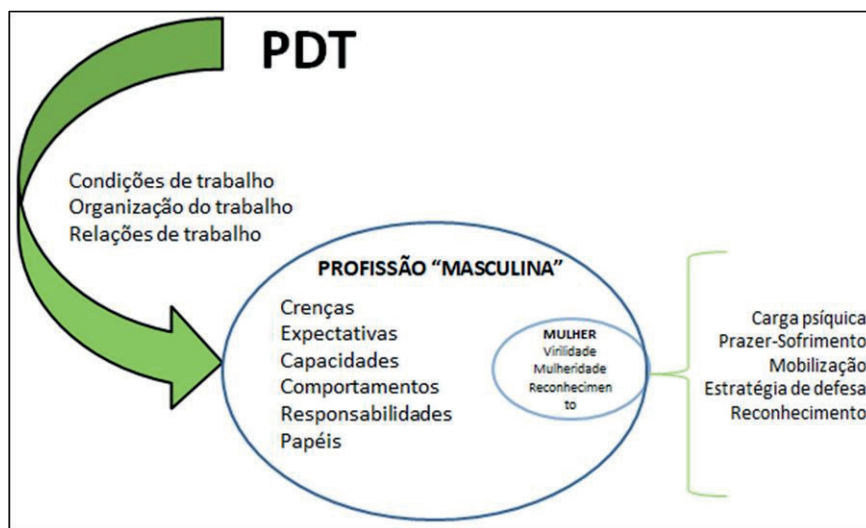 PDT
Condições de trabalho
Organização do trabalho
Relações de trabalho
PROFISSÃO “MASCULINA”
Crenças
Expectativas
Capacidades
Comportamentos
Responsabilidades
Papéis
MULHER
Virilidade
Mulheridade
Reconhecimen
to
Carga psíquica
Prazer-Sofrimento
Mobilização
Estratégia de defesa
Reconhecimento